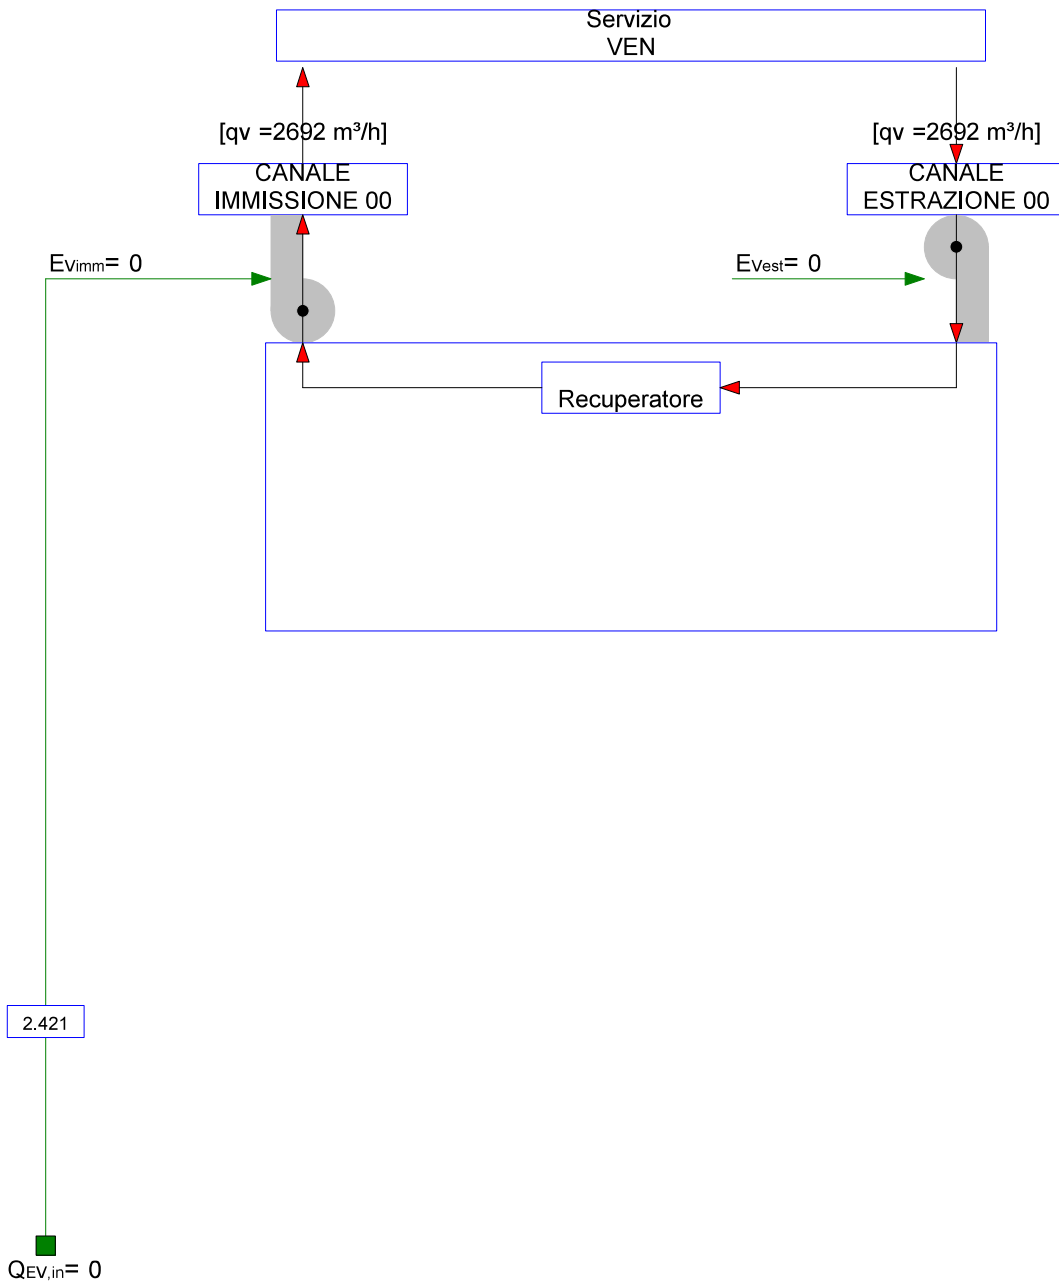 Servizio
VEN
[qv =2692 m³/h]
[qv =2692 m³/h]
CANALE
IMMISSIONE 00
CANALE
ESTRAZIONE 00
EVimm= 0
EVest= 0
Recuperatore
2.421
QEV,in= 0